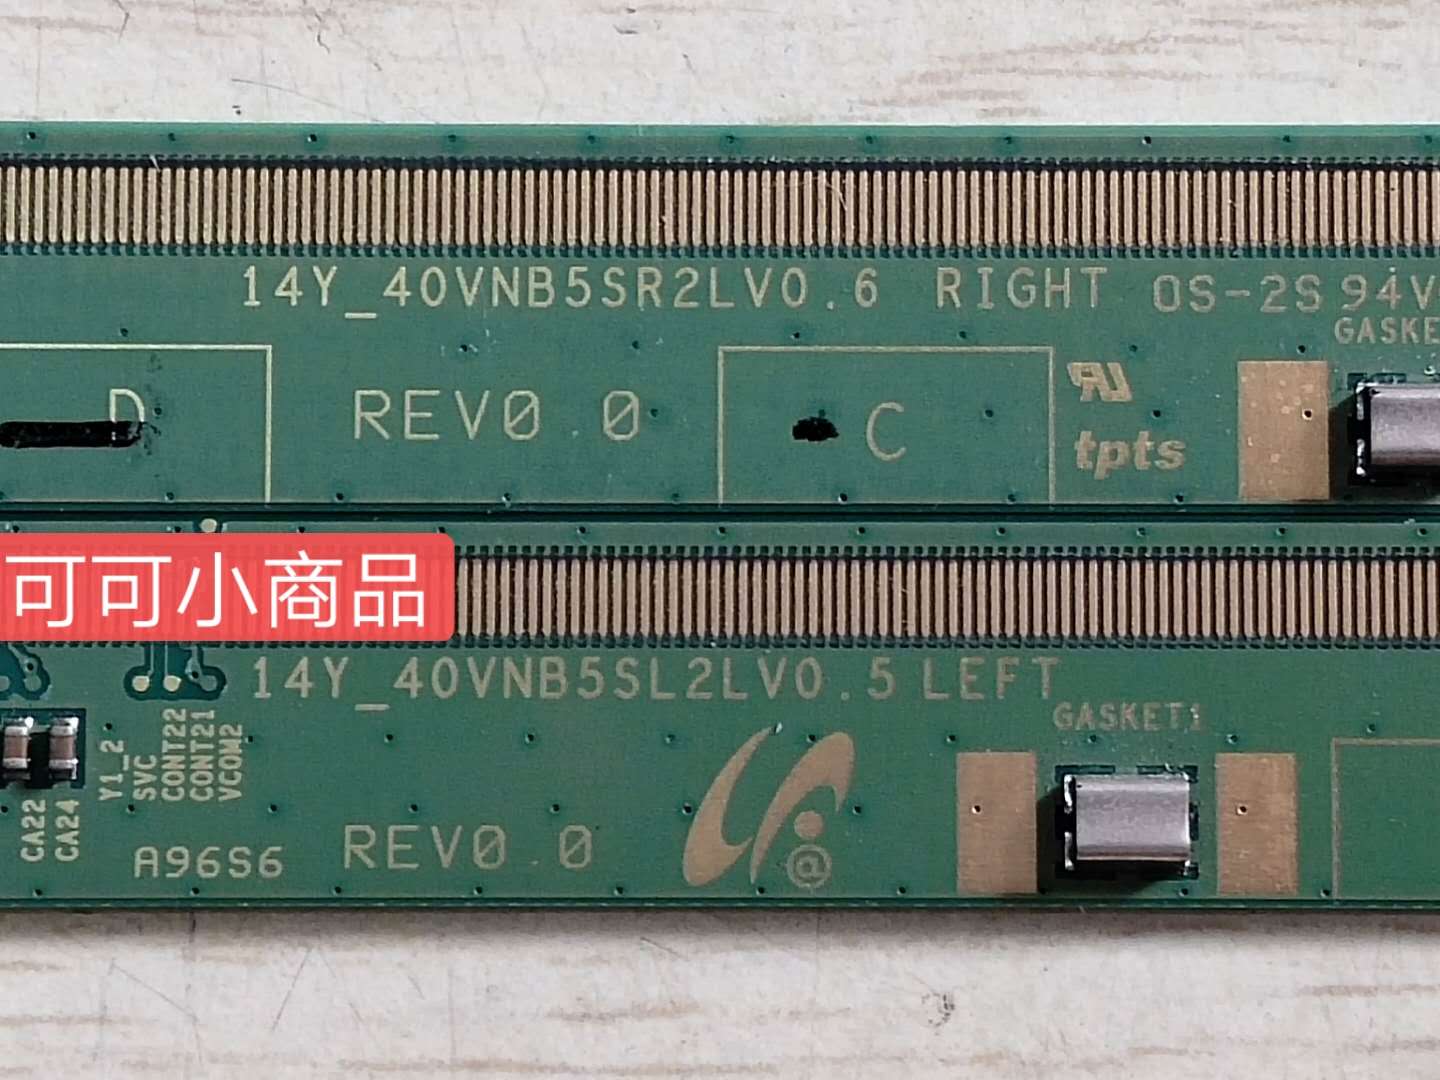 14Y_40VNB5SR2LV0.6 RIGHT OS-2S 94V
GASKE
D
REV0 0
C
RU
tpts
可可小商品
14Y_40VNB5SL2LV0.5 LEFT
GASKET1
Y1_2
SVC
CONT22
CONT21
VCOM2
CA22
CA24
A96S6
REV0 0
@